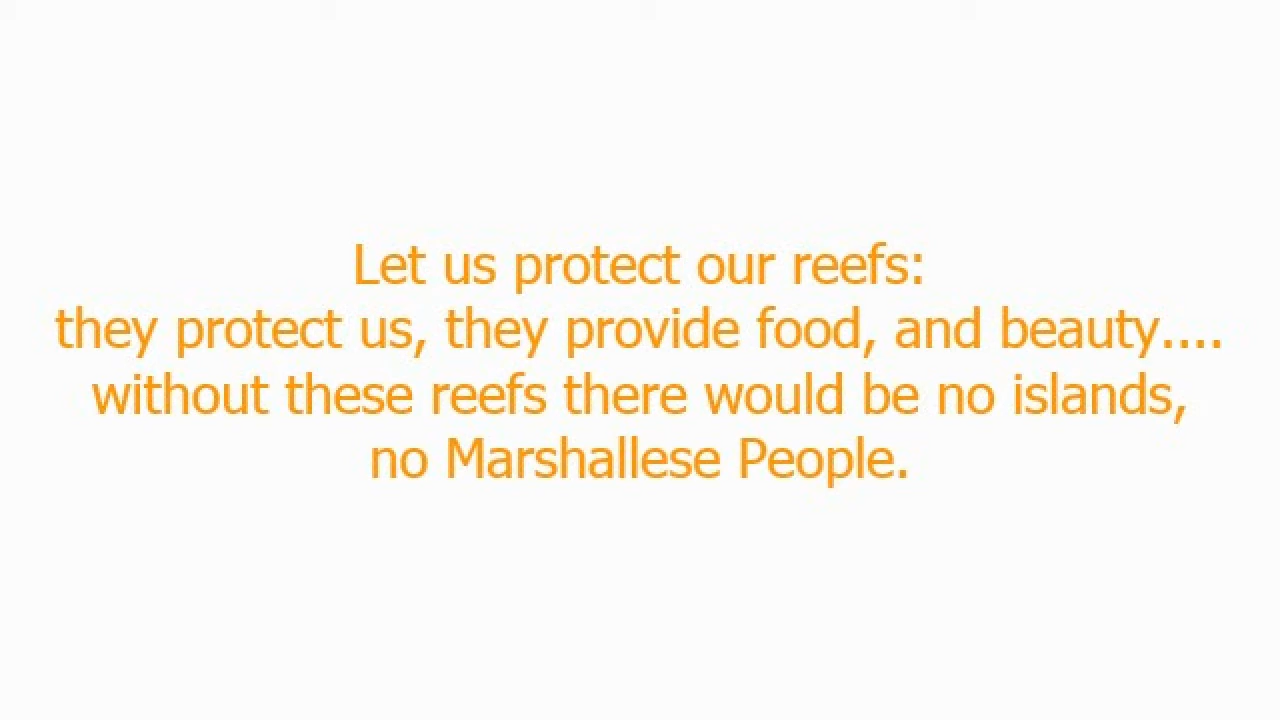 Let us protect our reefs:
they protect us, they provide food, and beauty....
without these reefs there would be no islands,
no Marshallese People.